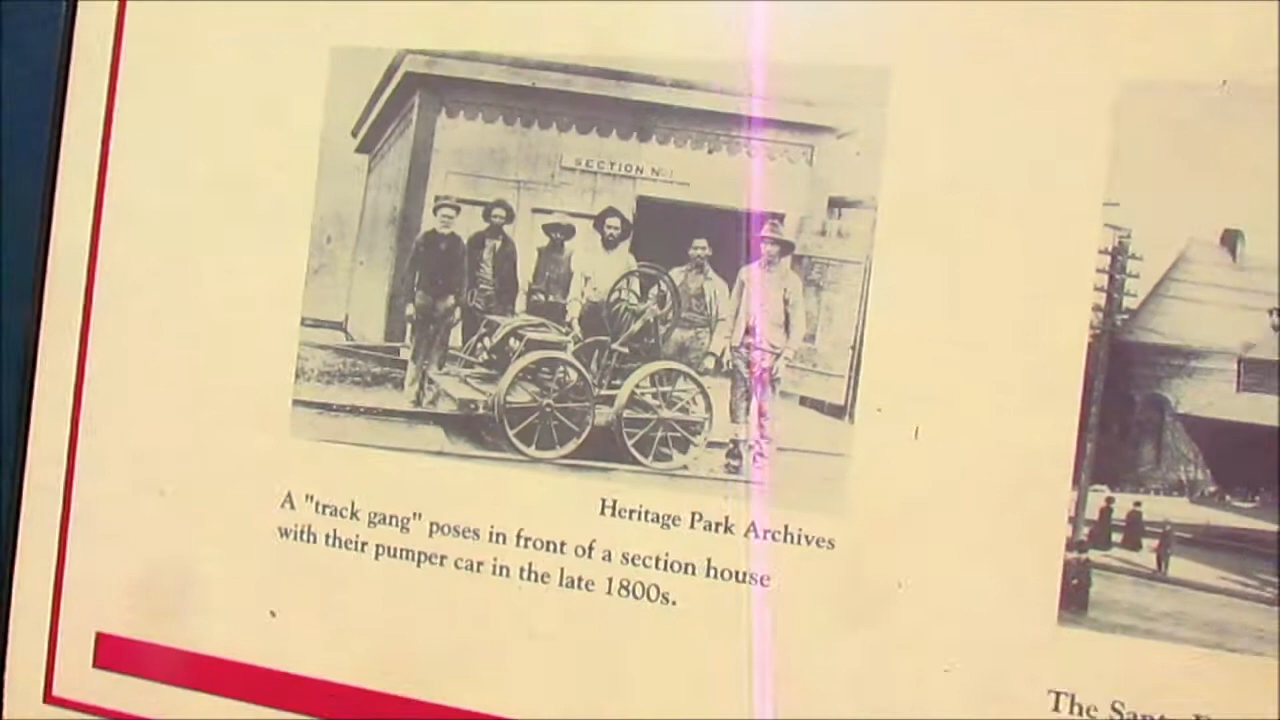 SECTION No 1
Heritage Park Archives
A "track gang" poses in front of a section house
with their pumper car in the late 1800s.
The